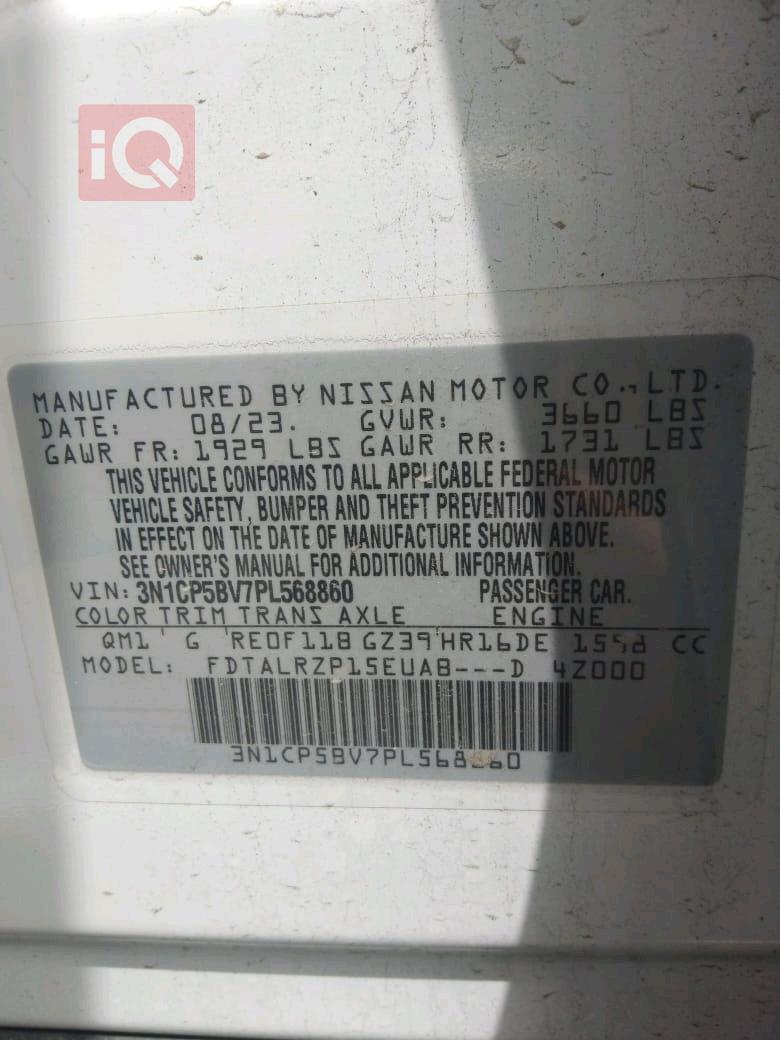 iQ
MANUFACTURED BY NISSAN MOTOR CO., LTD.
DATE: 08/23. GVWR: 3660 LBS
GAWR FR: 1929 LBS GAWR RR: 1731 LBS
THIS VEHICLE CONFORMS TO ALL APPLICABLE FEDERAL MOTOR
VEHICLE SAFETY, BUMPER AND THEFT PREVENTION STANDARDS
IN EFFECT ON THE DATE OF MANUFACTURE SHOWN ABOVE.
SEE OWNER'S MANUAL FOR ADDITIONAL INFORMATION.
VIN: 3N1CP5BV7PL568860 PASSENGER CAR.
COLOR TRIM TRANS AXLE ENGINE
QM1 G RE0F11B GZ39 HR16DE 1598 CC
MODEL: FDTALRZP15EUAB---D 4Z000
3N1CP5BV7PL568860